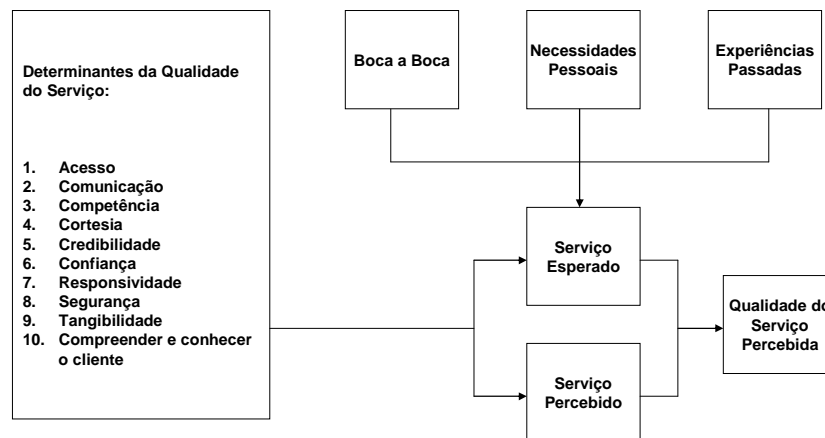 Determinantes da Qualidade
do Serviço:
1. Acesso
2. Comunicação
3. Competência
4. Cortesia
5. Credibilidade
6. Confiança
7. Responsividade
8. Segurança
9. Tangibilidade
10. Compreender e conhecer
o cliente
Boca a Boca
Necessidades
Pessoais
Experiências
Passadas
Serviço
Esperado
Serviço
Percebido
Qualidade do
Serviço
Percebida